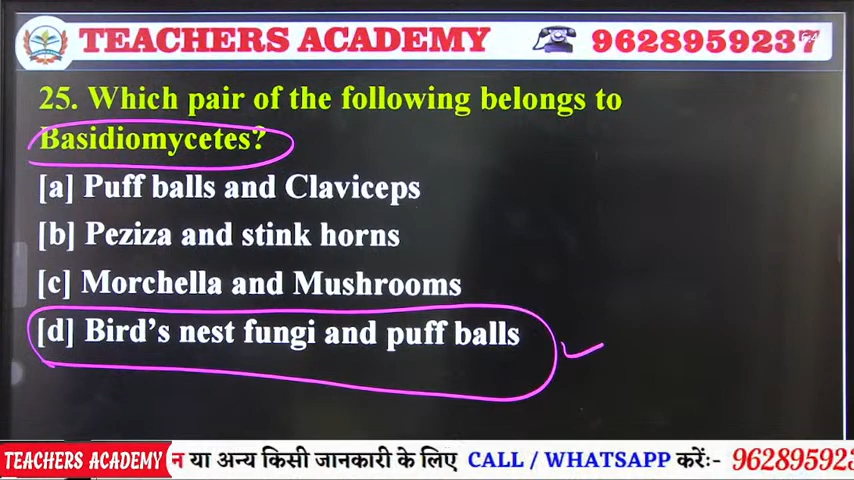 TEACHERS ACADEMY 9628959237
25. Which pair of the following belongs to
Basidiomycetes?
[a] Puff balls and Claviceps
[b] Peziza and stink horns
[c] Morchella and Mushrooms
[d] Bird's nest fungi and puff balls
TEACHERS ACADEMY न या अन्य किसी जानकारी के लिए CALL / WHATSAPP करेंः- 962895923